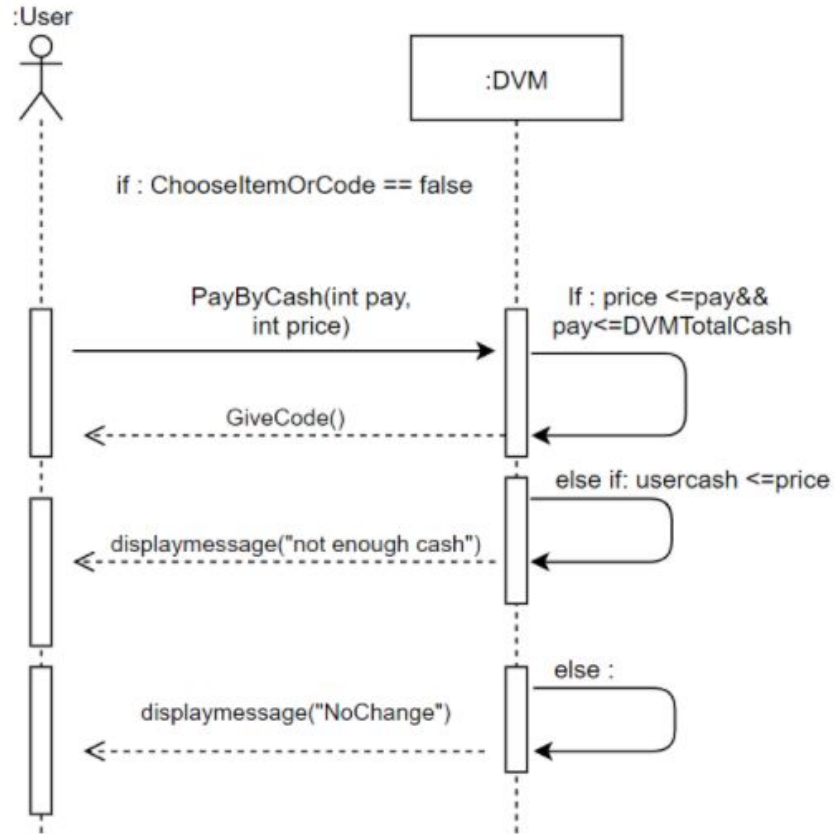 :User
:DVM
if : ChooseItemOrCode == false
PayByCash(int pay,
int price)
If : price <=pay&&
pay<=DVMTotalCash
GiveCode()
else if: usercash <=price
displaymessage("not enough cash")
else :
displaymessage("NoChange")